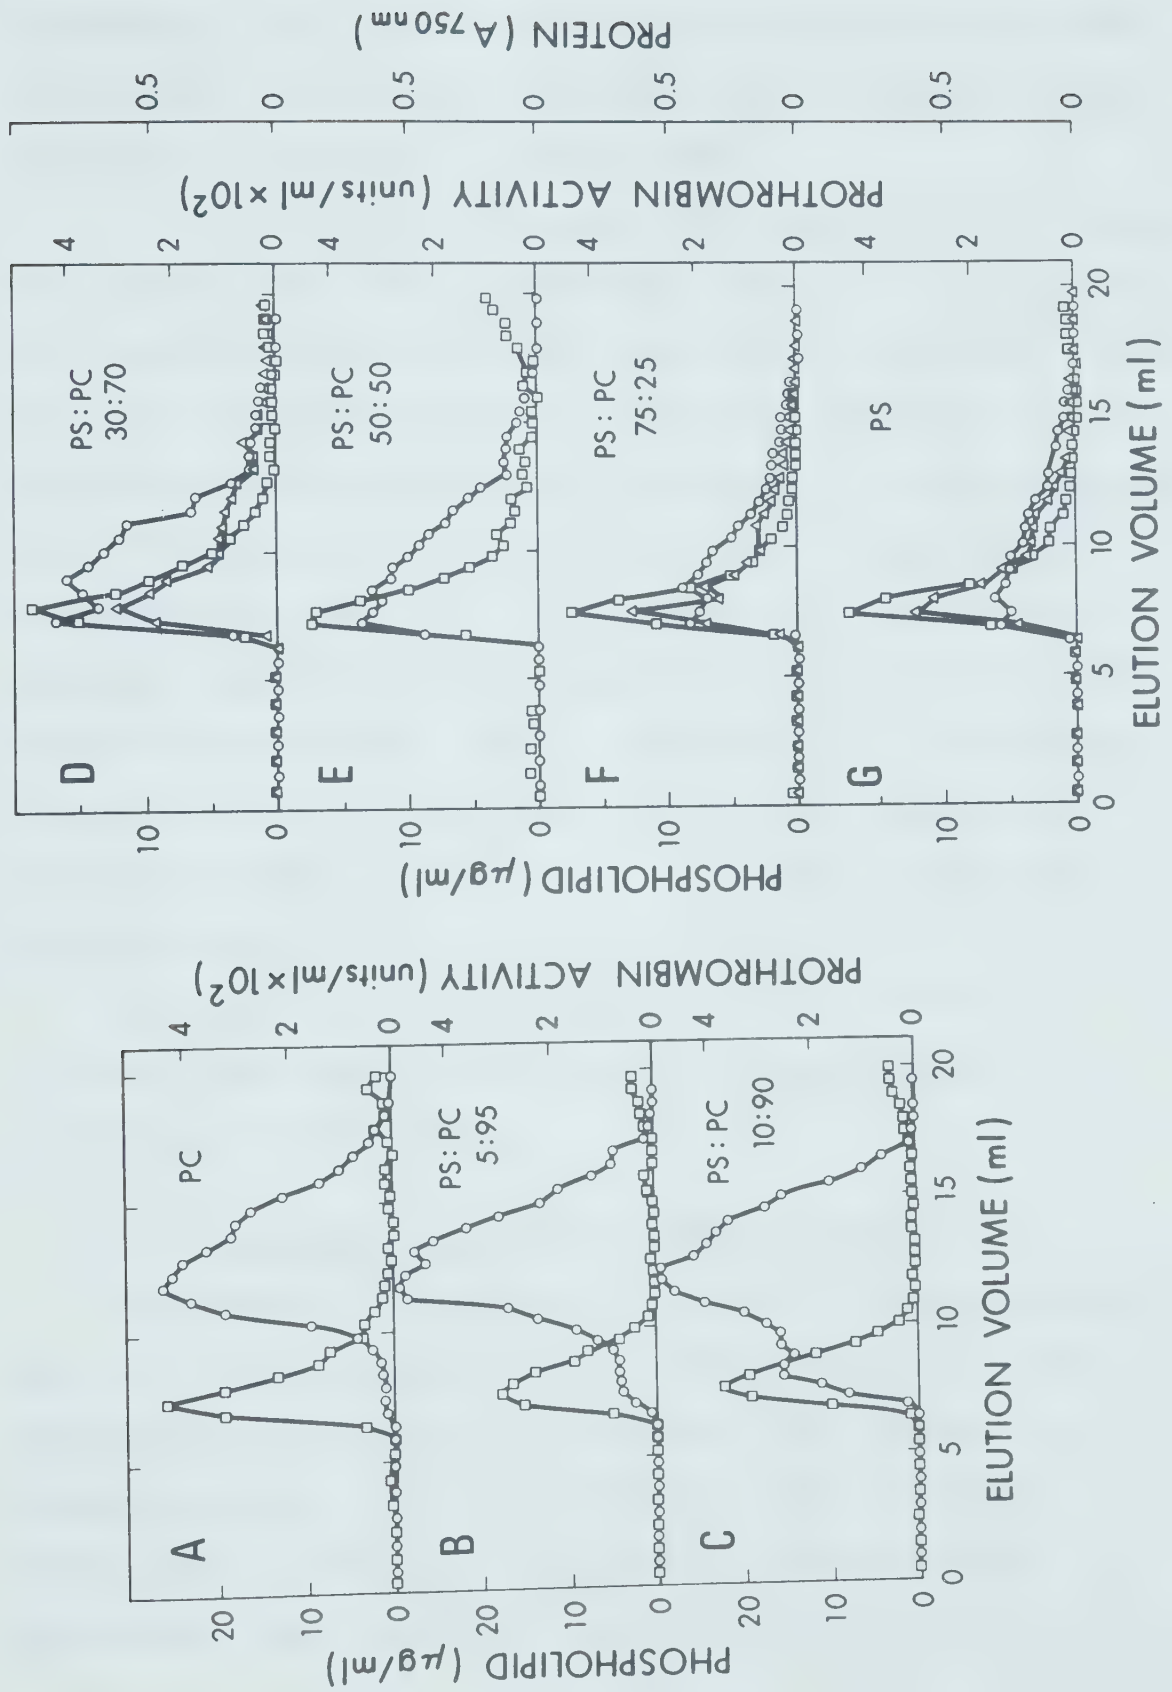 A
PC
B
PS:PC
5:95
C
PS:PC
10:90
20
10
0
20
10
0
20
10
0
PHOSPHOLIPID (μg/ml)
4
2
0
4
2
0
4
2
0
PROTHROMBIN ACTIVITY (units/ml×10²)
0
5
10
15
20
ELUTION VOLUME (ml)
D
PS:PC
30:70
E
PS:PC
50:50
F
PS:PC
75:25
G
PS
10
0
10
0
10
0
10
0
PHOSPHOLIPID (μg/ml)
4
2
0
4
2
0
4
2
0
4
2
0
PROTHROMBIN ACTIVITY (units/ml×10²)
0.5
0
0.5
0
0.5
0
0.5
0
PROTEIN (A 750 nm)
0
5
10
15
20
ELUTION VOLUME (ml)